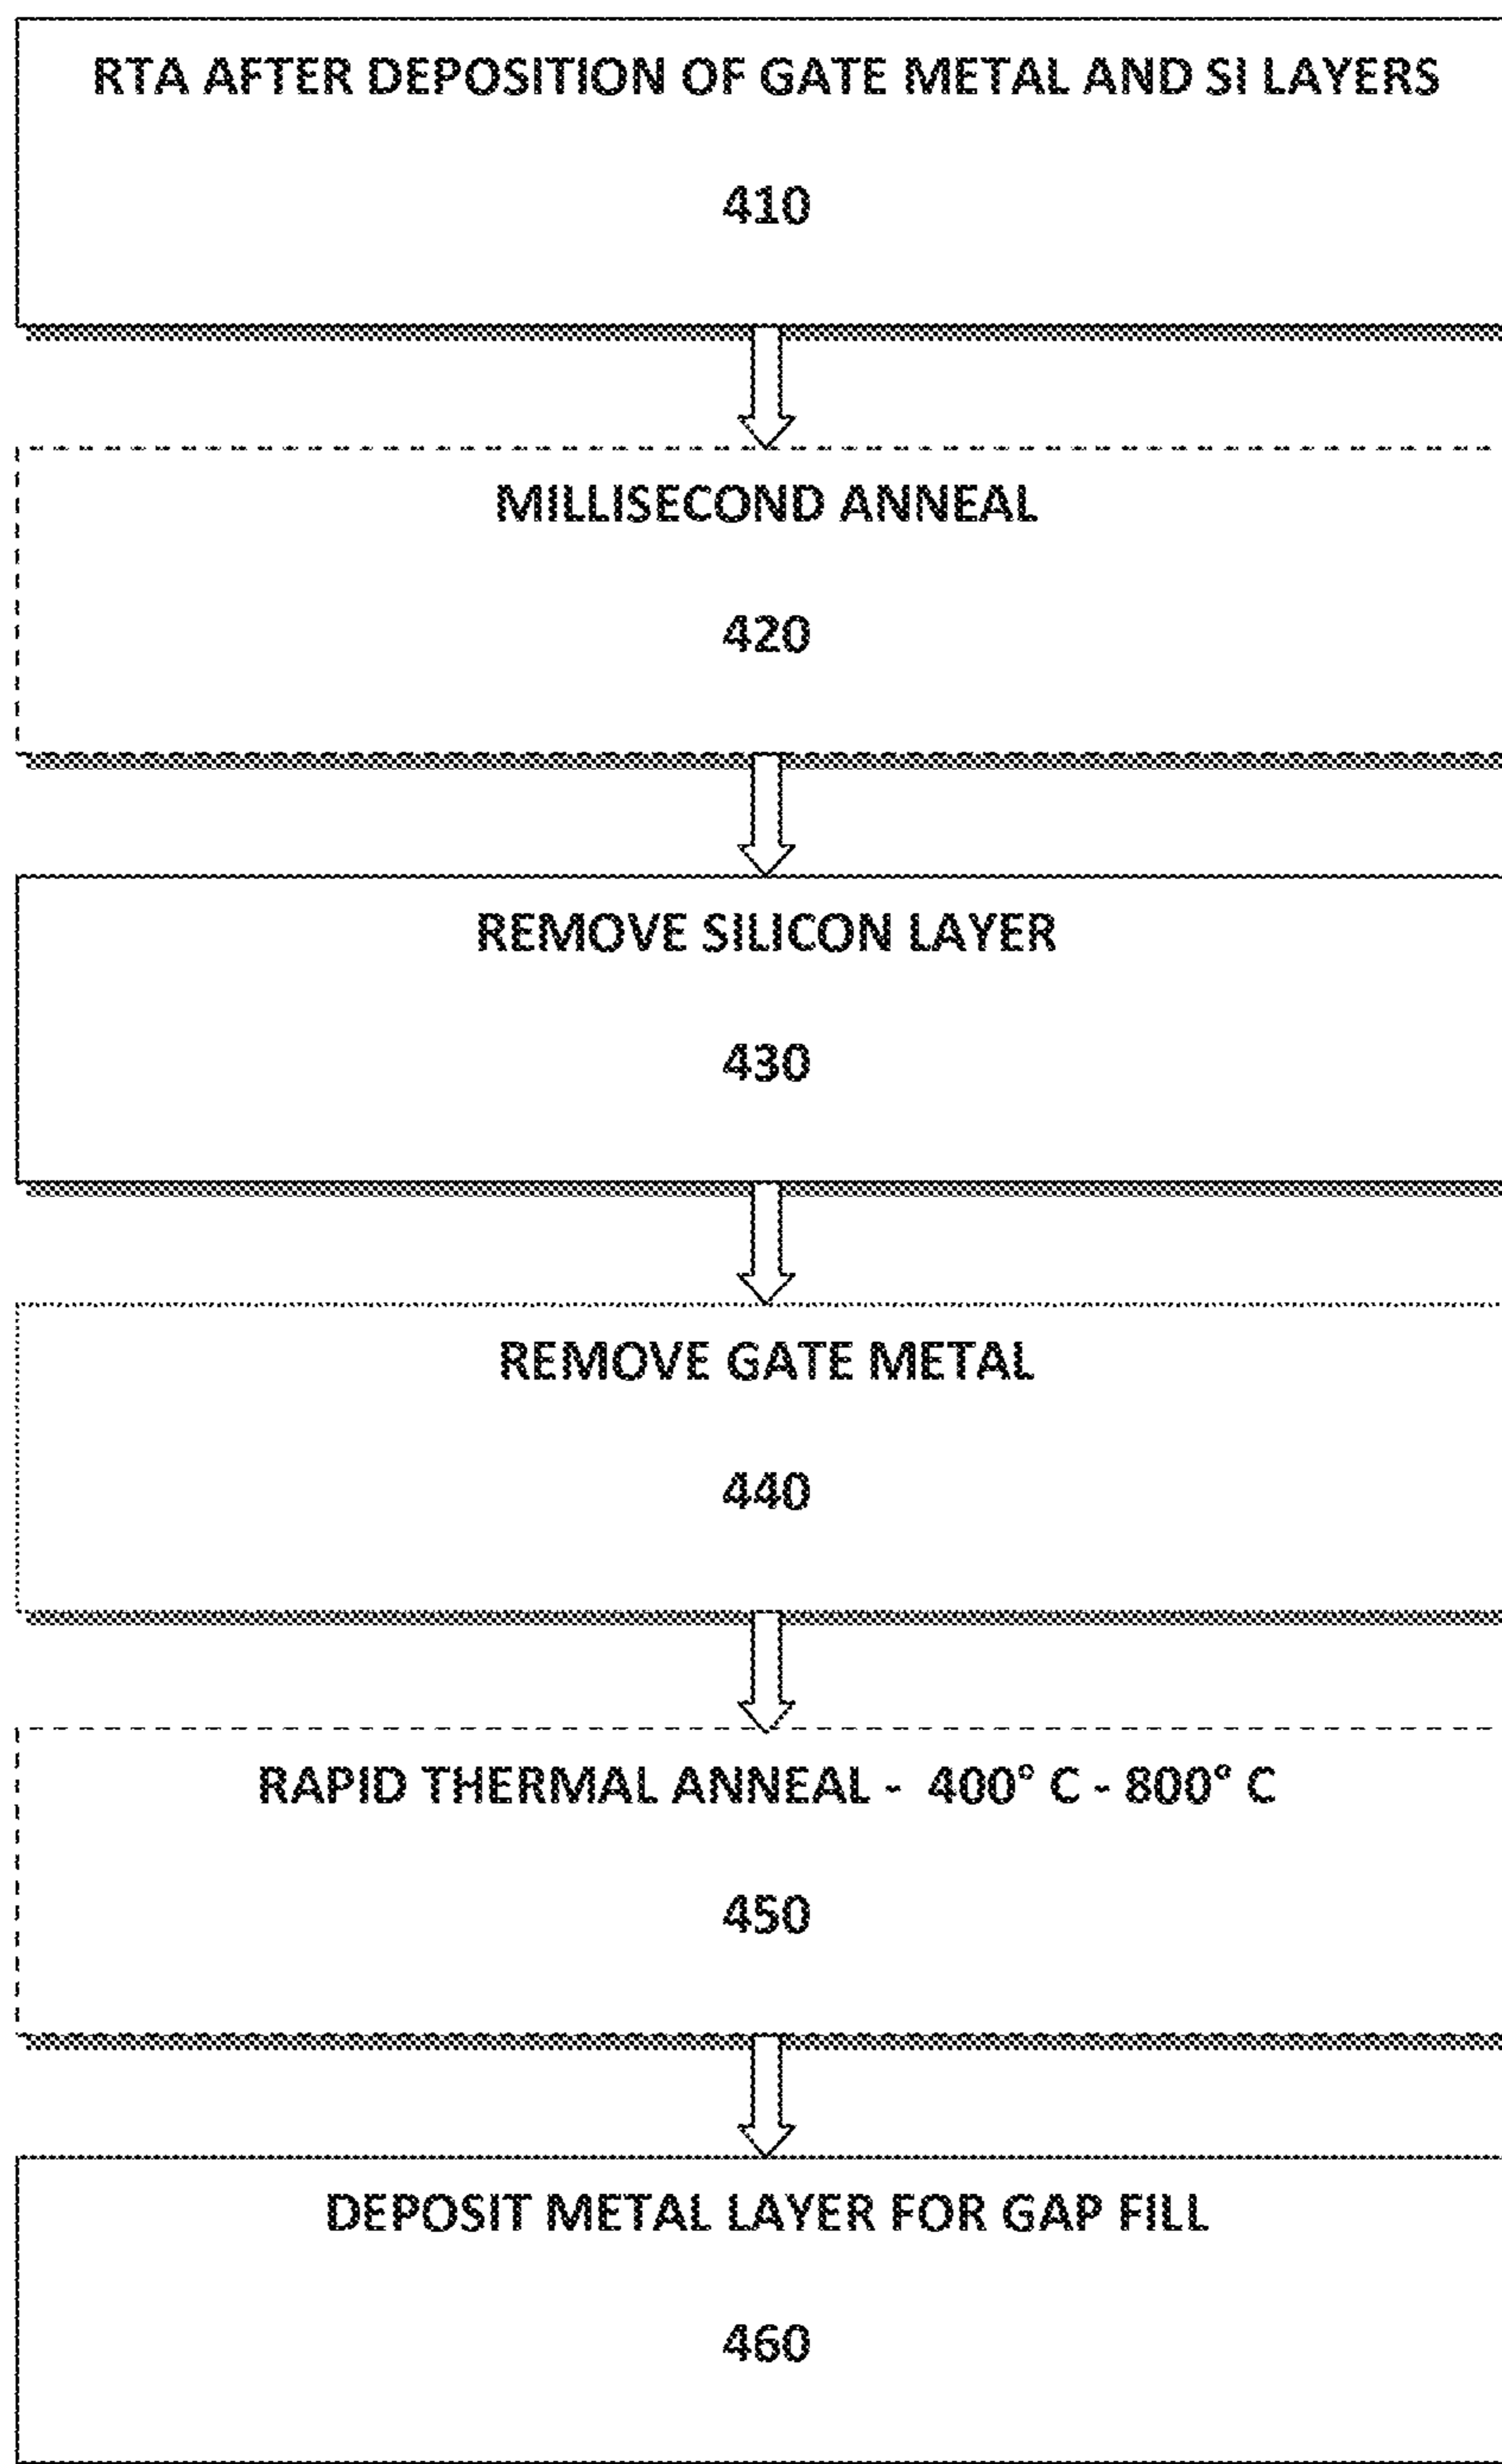 RTA AFTER DEPOSITION OF GATE METAL AND SI LAYERS
410
MILLISECOND ANNEAL
420
REMOVE SILICON LAYER
430
REMOVE GATE METAL
440
RAPID THERMAL ANNEAL - 400° C - 800° C
450
DEPOSIT METAL LAYER FOR GAP FILL
460